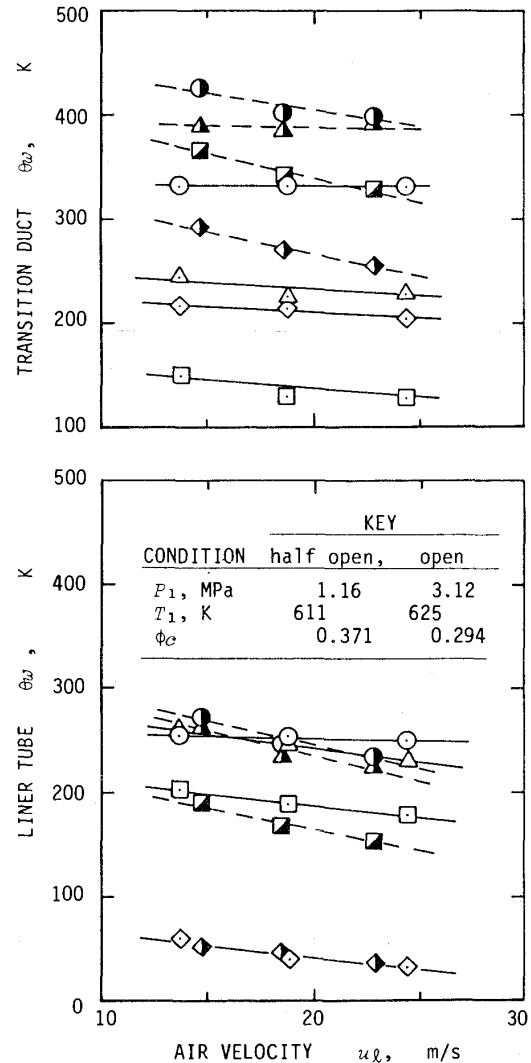 500
K
400
TRANSITION DUCT θw,
300
200
100
500
KEY
K
CONDITION half open, open
400
P1, MPa 1.16 3.12
T1, K 611 625
ϕc 0.371 0.294
300
LINER TUBE θw,
200
100
0
10 20 30
AIR VELOCITY uℓ, m/s